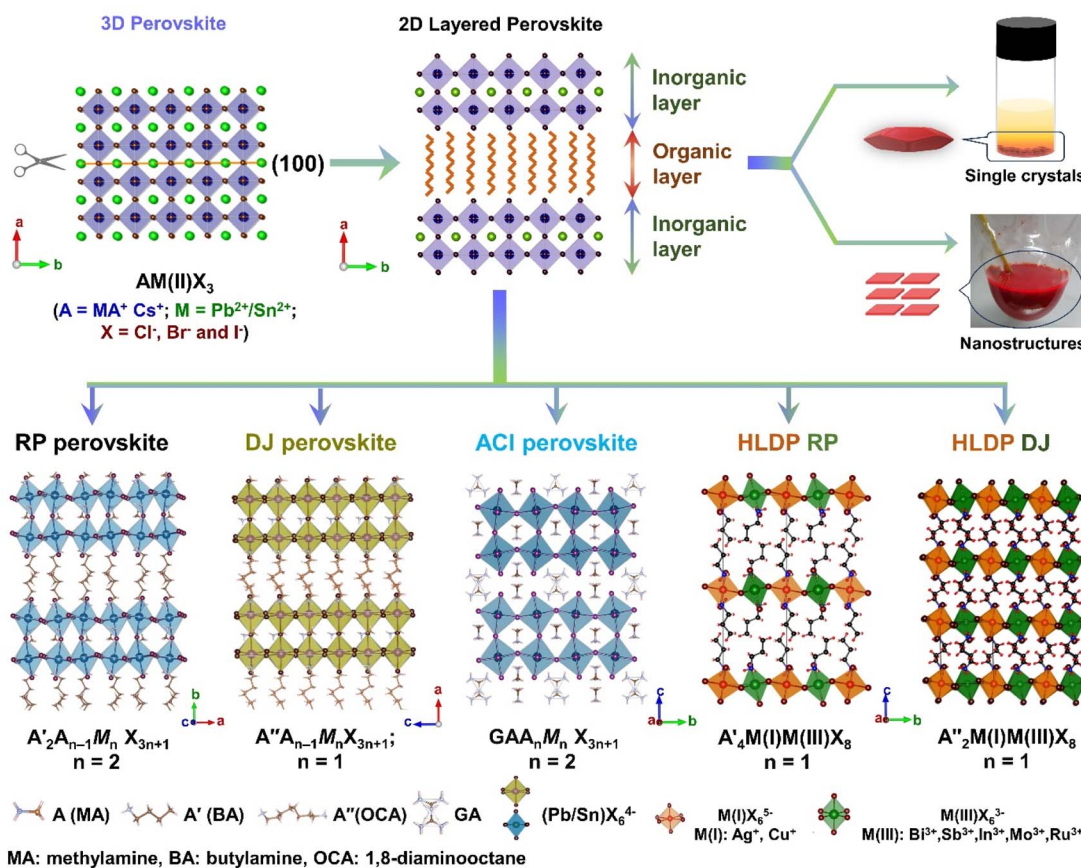 3D Perovskite
2D Layered Perovskite
Inorganic
layer
Organic
layer
Inorganic
layer
(100)
a
b
a
b
AM(II)X₃
(A = MA⁺ Cs⁺; M = Pb²⁺/Sn²⁺;
X = Cl⁻, Br⁻ and I⁻)
Single crystals
Nanostructures
RP perovskite
DJ perovskite
ACI perovskite
HLDP RP
HLDP DJ
b
c
a
a
c
c
a
b
c
a
b
A′₂Aₙ₋₁Mₙ X₃ₙ₊₁
n = 2
A″Aₙ₋₁MₙX₃ₙ₊₁;
n = 1
GAAₙMₙ X₃ₙ₊₁
n = 2
A′₄M(I)M(III)X₈
n = 1
A″₂M(I)M(III)X₈
n = 1
A (MA)
A′ (BA)
A″(OCA)
GA
(Pb/Sn)X₆⁴⁻
M(I)X₆⁵⁻
M(I): Ag⁺, Cu⁺
M(III)X₆³⁻
M(III): Bi³⁺,Sb³⁺,In³⁺,Mo³⁺,Ru³⁺
MA: methylamine, BA: butylamine, OCA: 1,8-diaminooctane